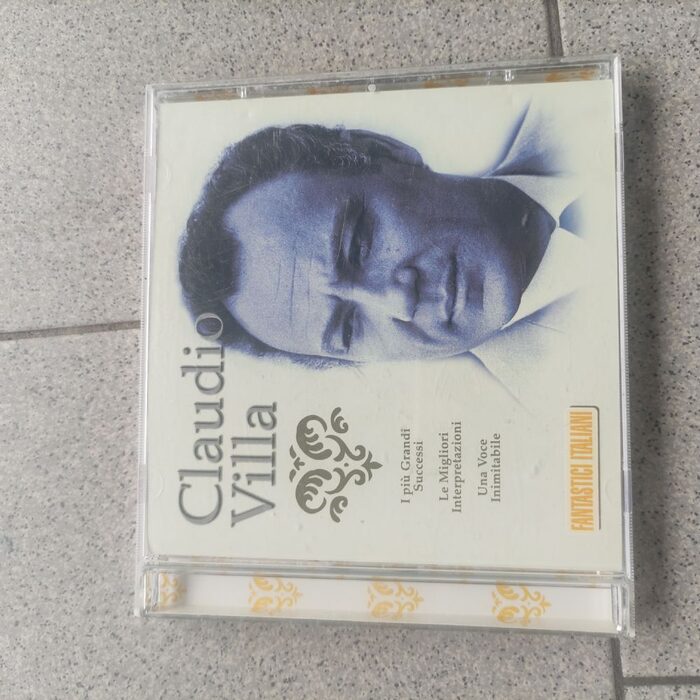 Claudio
Villa
I più Grandi
Successi
Le Migliori
Interpretazioni
Una Voce
Inimitabile
FANTASTICI ITALIANI